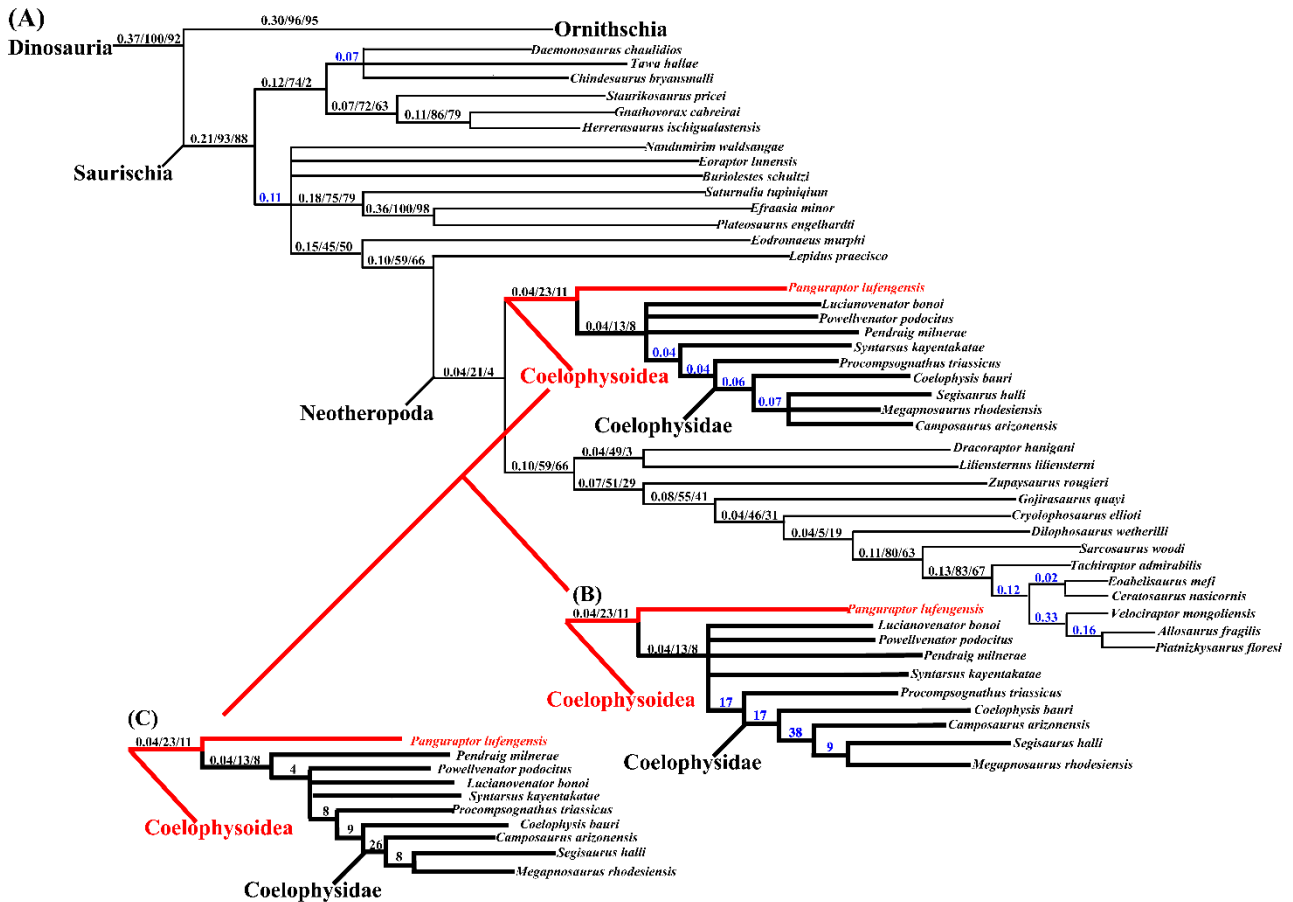 (A)
0.30/96/95
Ornithschia
Dinosauria
0.37/100/92
Daemonosaurus chaulidios
0.07
Tawa hallae
0.12/74/2
Chindesaurus bryansmalli
Staurikosaurus pricei
0.07/72/63
Gnathovorax cabreirai
0.11/86/79
Herrerasaurus ischigualastensis
0.21/93/88
Nandumirim waldsangae
Saurischia
Eoraptor lunensis
Buriolestes schultzi
0.11
0.18/75/79
Saturnalia tupiniqium
0.36/100/98
Efraasia minor
Plateosaurus engelhardti
0.15/45/50
Eodromaeus murphi
0.10/59/66
Lepidus praecisco
0.04/23/11
Panguraptor lufengensis
Lucianovenator bonoi
Powellvenator podocitus
0.04/13/8
Pendraig milnerae
0.04
Syntarsus kayentakatae
0.04
Procompsognathus triassicus
0.04/21/4
Coelophysoidea
0.06
Coelophysis bauri
0.07
Segisaurus halli
Neotheropoda
Megapnosaurus rhodesiensis
Coelophysidae
Camposaurus arizonensis
0.04/49/3
Dracoraptor hanigani
0.10/59/66
Liliensternus liliensterni
0.07/51/29
Zupaysaurus rougieri
0.08/55/41
Gojirasaurus quayi
0.04/46/31
Cryolophosaurus ellioti
0.04/5/19
Dilophosaurus wetherilli
0.11/80/63
Sarcosaurus woodi
0.13/83/67
Tachiraptor admirabilis
0.12
0.02
Eoabelisaurus mefi
Ceratosaurus nasicornis
0.33
Velociraptor mongoliensis
0.16
Allosaurus fragilis
Piatnizkysaurus floresi
(B)
0.04/23/11
Panguraptor lufengensis
Lucianovenator bonoi
Powellvenator podocitus
0.04/13/8
Pendraig milnerae
Syntarsus kayentakatae
Coelophysoidea
17
Procompsognathus triassicus
17
Coelophysis bauri
38
Camposaurus arizonensis
9
Segisaurus halli
Coelophysidae
Megapnosaurus rhodesiensis
(C)
0.04/23/11
Panguraptor lufengensis
0.04/13/8
Pendraig milnerae
4
Powellvenator podocitus
Lucianovenator bonoi
Syntarsus kayentakatae
8
Procompsognathus triassicus
Coelophysoidea
9
Coelophysis bauri
26
Camposaurus arizonensis
8
Segisaurus halli
Coelophysidae
Megapnosaurus rhodesiensis